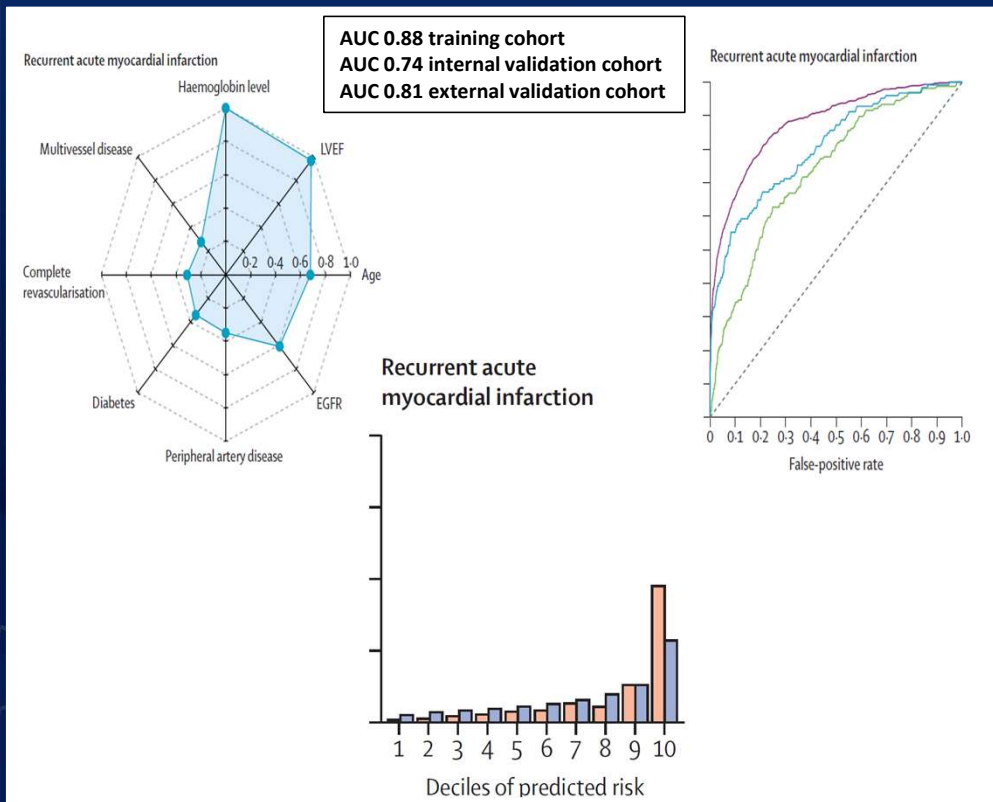 AUC 0.88 training cohort
AUC 0.74 internal validation cohort
AUC 0.81 external validation cohort
Recurrent acute myocardial infarction
Haemoglobin level
Multivessel disease
LVEF
Complete
revascularisation
0·2 0·4 0·6 0·8 1·0
Age
Diabetes
EGFR
Peripheral artery disease
Recurrent acute myocardial infarction
0 0·1 0·2 0·3 0·4 0·5 0·6 0·7 0·8 0·9 1·0
False-positive rate
Recurrent acute
myocardial infarction
1 2 3 4 5 6 7 8 9 10
Deciles of predicted risk